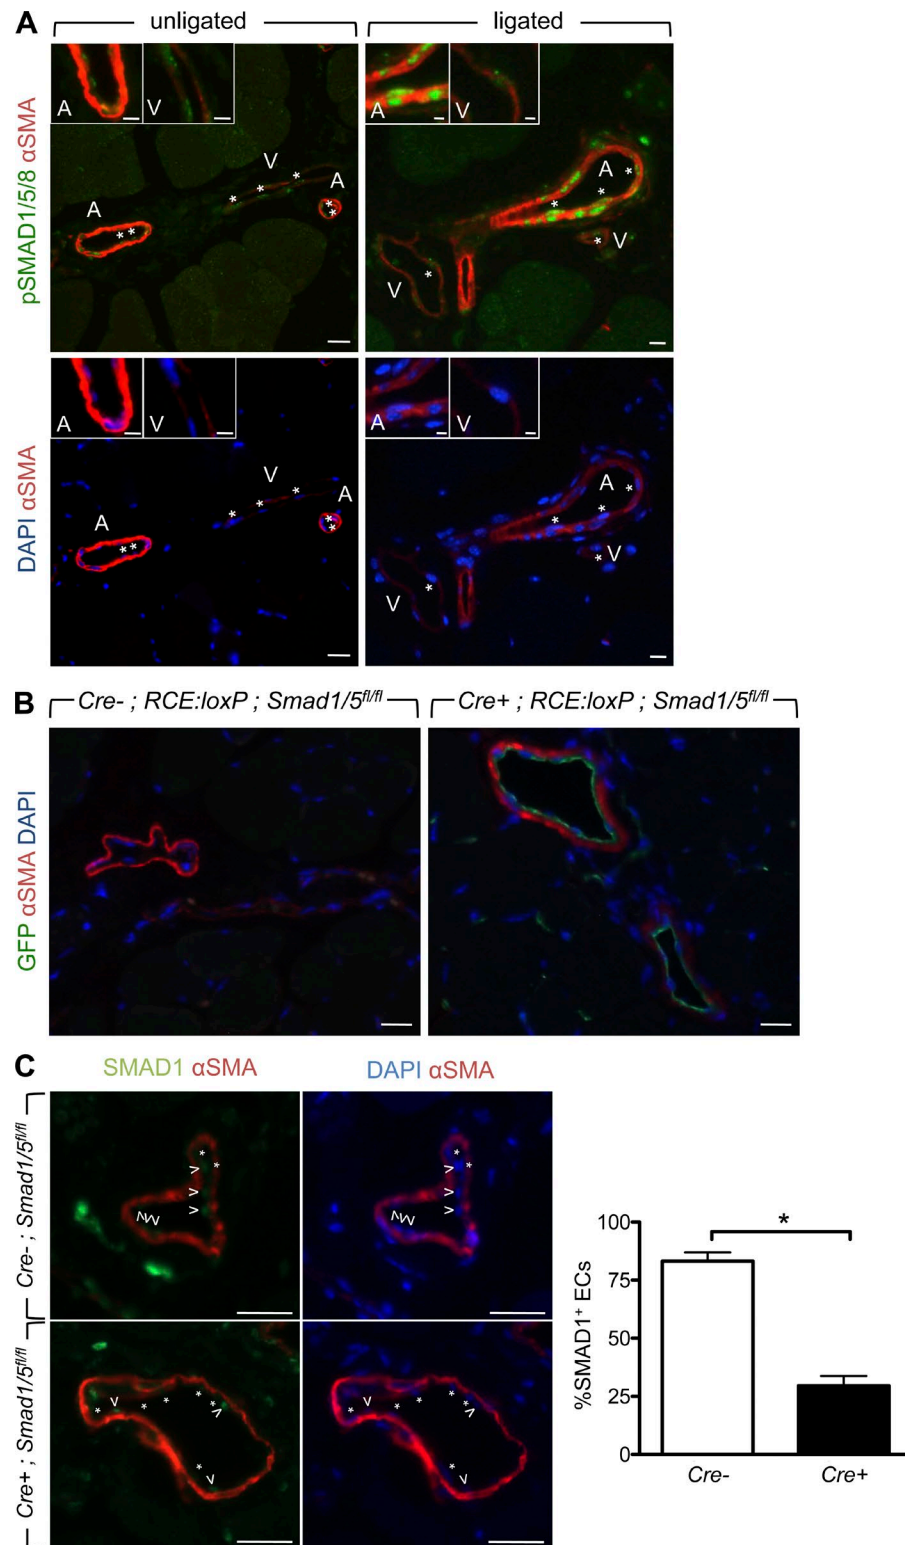 A
unligated
ligated
pSMAD1/5/8 αSMA
A
V
A
V
A
V
A
A
V
V
DAPI αSMA
A
V
A
V
A
V
A
A
V
V
B
Cre- ; RCE:loxP ; Smad1/5fl/fl
Cre+ ; RCE:loxP ; Smad1/5fl/fl
GFP αSMA DAPI
C
SMAD1 αSMA
DAPI αSMA
Cre- ; Smad1/5fl/fl
Cre+ ; Smad1/5fl/fl
%SMAD1+ ECs
100
75
50
25
0
*
Cre-
Cre+